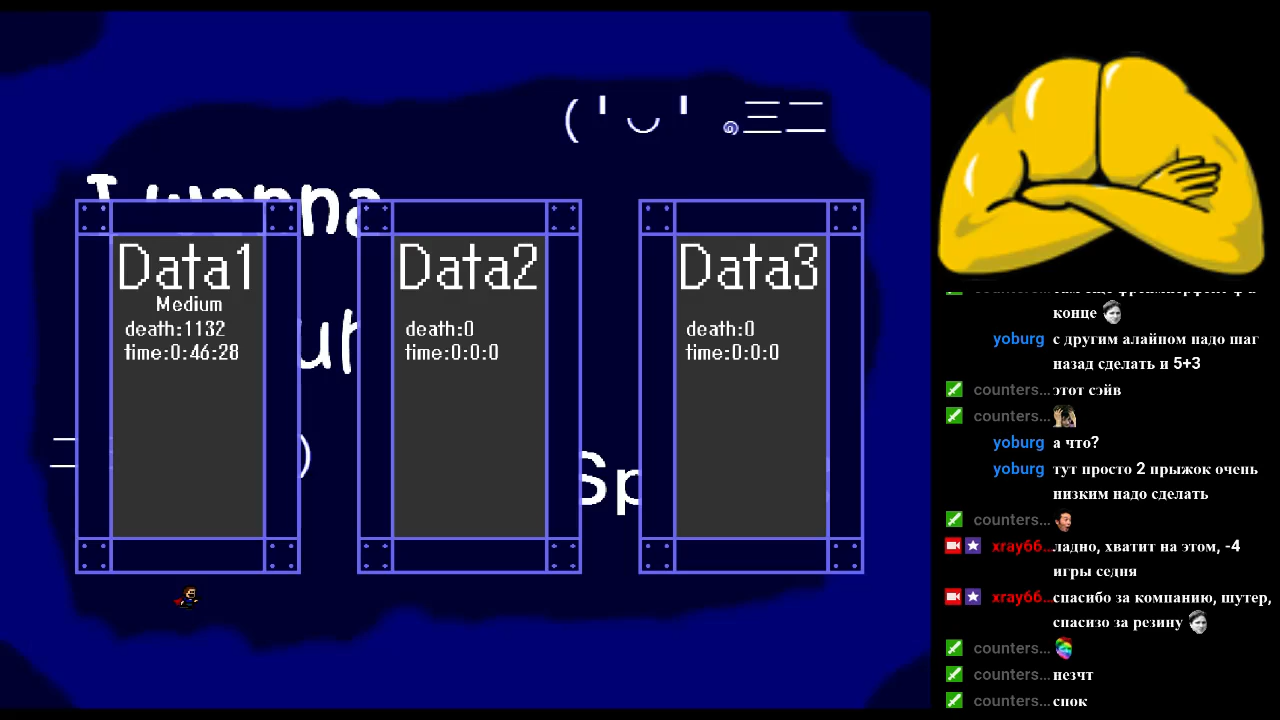 ( ' ◡ ' 
I wanna
Data1
Medium
death:1132
time:0:46:28
Data2
death:0
time:0:0:0
Data3
death:0
time:0:0:0
Sp
конце
yoburg с другим алайном надо шаг
назад сделать и 5+3
counters... этот сэйв
counters...
yoburg а что?
yoburg тут просто 2 прыжок очень
низким надо сделать
counters...
xray66... ладно, хватит на этом, -4
игры седня
xray66... спасибо за компанию, шутер,
спасизо за резину
counters...
counters... незчт
counters... спок